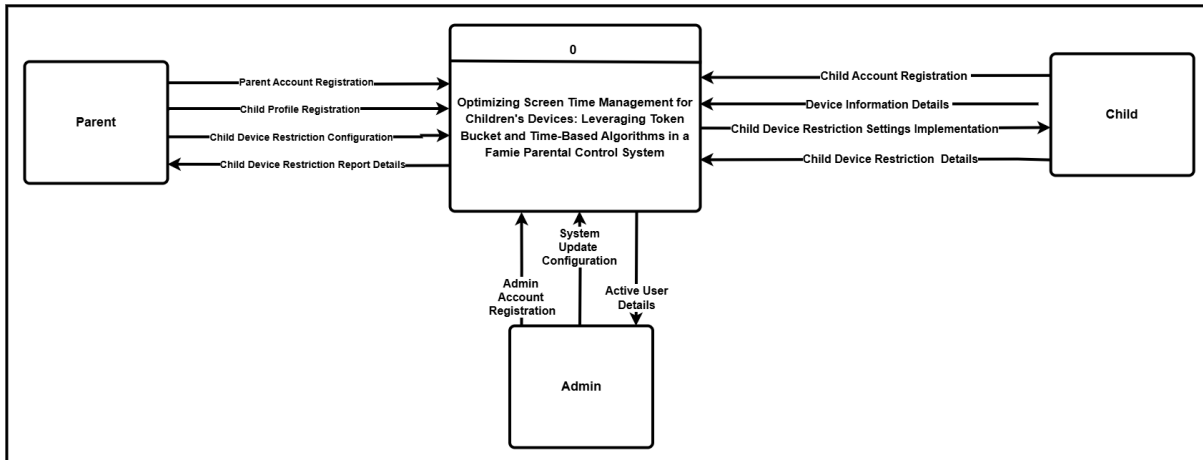 0
Optimizing Screen Time Management for
Children's Devices: Leveraging Token
Bucket and Time-Based Algorithms in a
Famie Parental Control System
Parent
Parent Account Registration
Child Profile Registration
Child Device Restriction Configuration
Child Device Restriction Report Details
Child Account Registration
Device Information Details
Child Device Restriction Settings Implementation
Child Device Restriction Details
Child
Admin
Account
Registration
System
Update
Configuration
Active User
Details
Admin